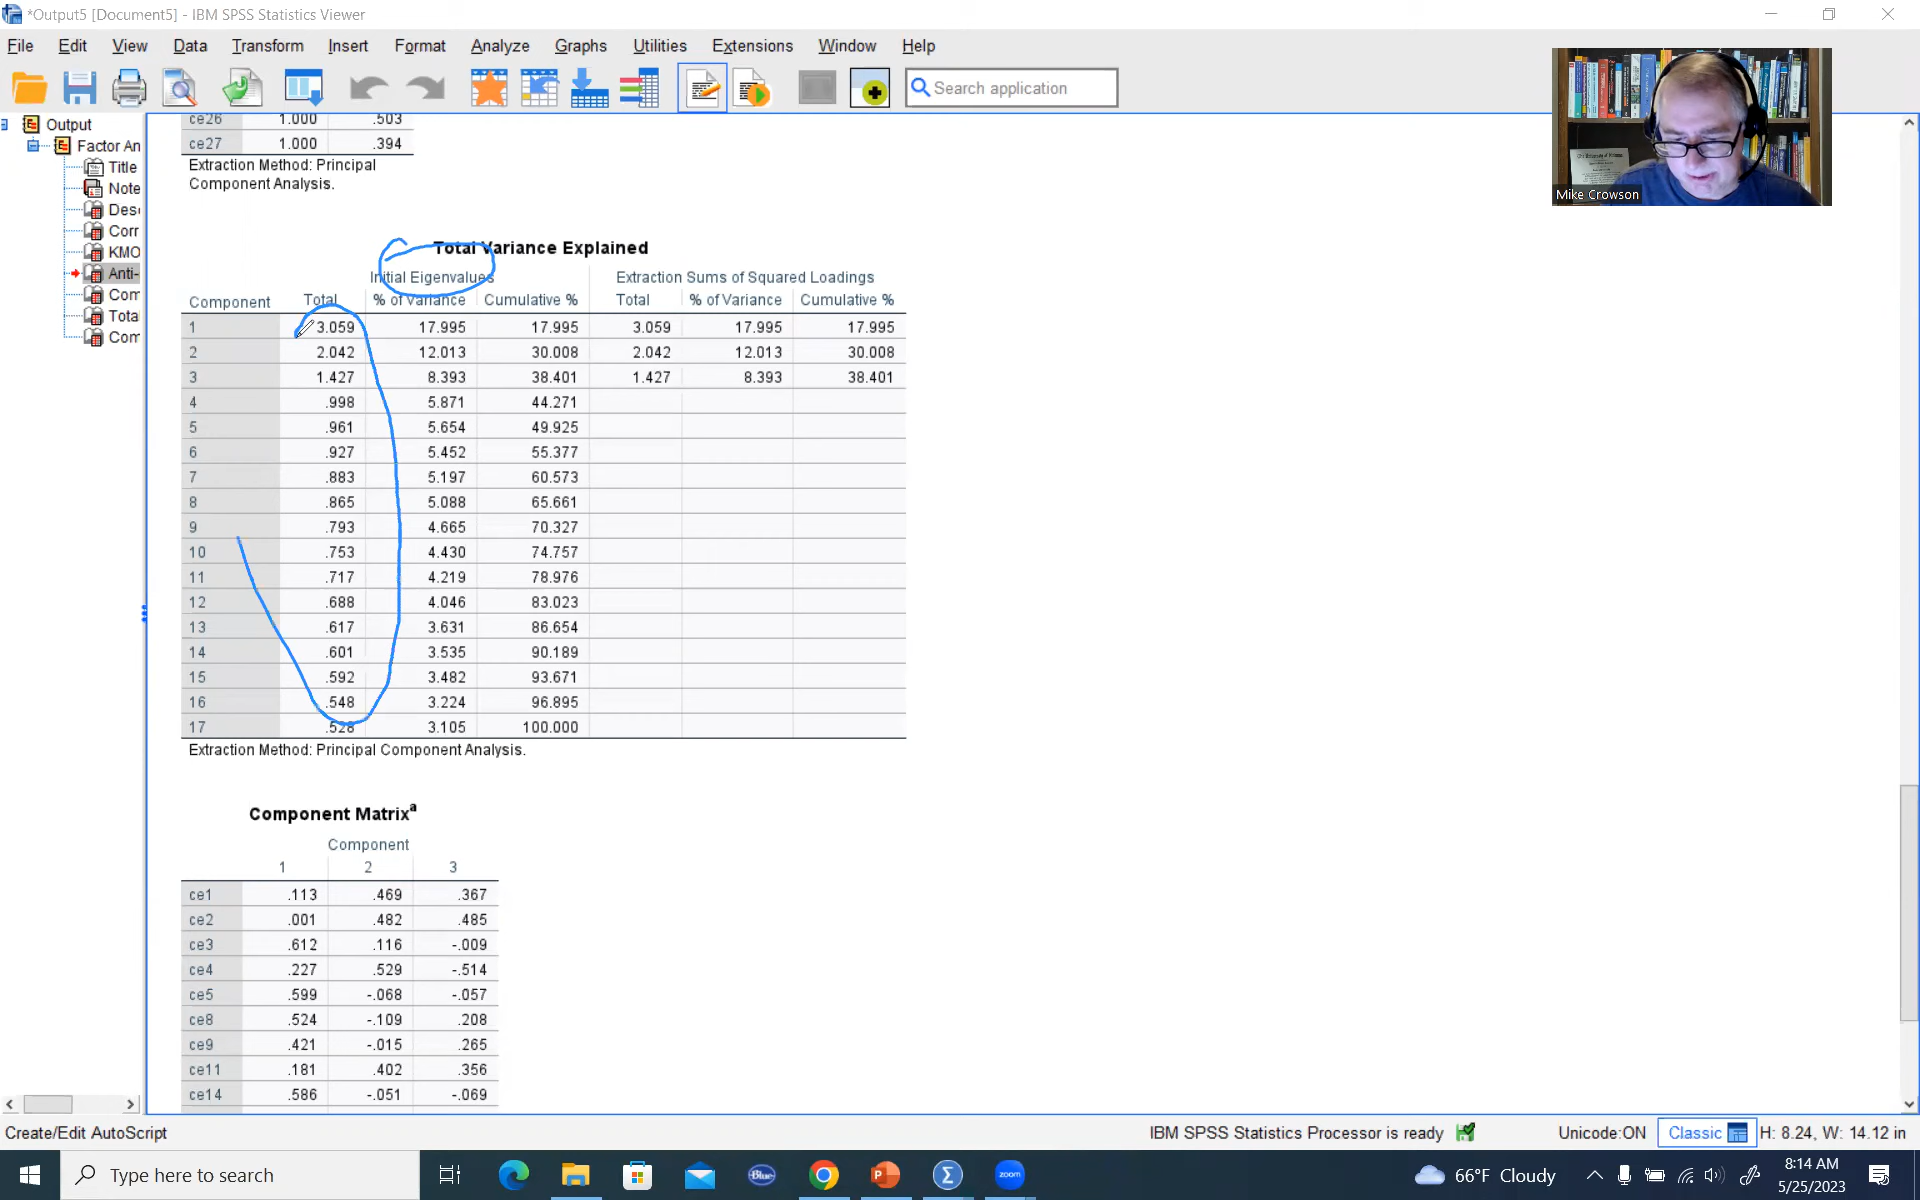 *Output5 [Document5] - IBM SPSS Statistics Viewer
File Edit View Data Transform Insert Format Analyze Graphs Utilities Extensions Window Help
Search application
Mike Crowson
Output
Factor An
Title
Note
Desc
Corr
KMO
Anti-
Com
Tota
Com
ce26 1.000 .503
ce27 1.000 .394
Extraction Method: Principal
Component Analysis.
Total Variance Explained
Initial Eigenvalues Extraction Sums of Squared Loadings
Component Total % of Variance Cumulative % Total % of Variance Cumulative %
1 3.059 17.995 17.995 3.059 17.995 17.995
2 2.042 12.013 30.008 2.042 12.013 30.008
3 1.427 8.393 38.401 1.427 8.393 38.401
4 .998 5.871 44.271
5 .961 5.654 49.925
6 .927 5.452 55.377
7 .883 5.197 60.573
8 .865 5.088 65.661
9 .793 4.665 70.327
10 .753 4.430 74.757
11 .717 4.219 78.976
12 .688 4.046 83.023
13 .617 3.631 86.654
14 .601 3.535 90.189
15 .592 3.482 93.671
16 .548 3.224 96.895
17 .528 3.105 100.000
Extraction Method: Principal Component Analysis.
Component Matrixᵃ
Component
1 2 3
ce1 .113 .469 .367
ce2 .001 .482 .485
ce3 .612 .116 -.009
ce4 .227 .529 -.514
ce5 .599 -.068 -.057
ce8 .524 -.109 .208
ce9 .421 -.015 .265
ce11 .181 .402 .356
ce14 .586 -.051 -.069
Create/Edit AutoScript
IBM SPSS Statistics Processor is ready
Unicode:ON Classic H: 8.24, W: 14.12 in
Type here to search
Blue
zoom
66°F Cloudy
8:14 AM
5/25/2023